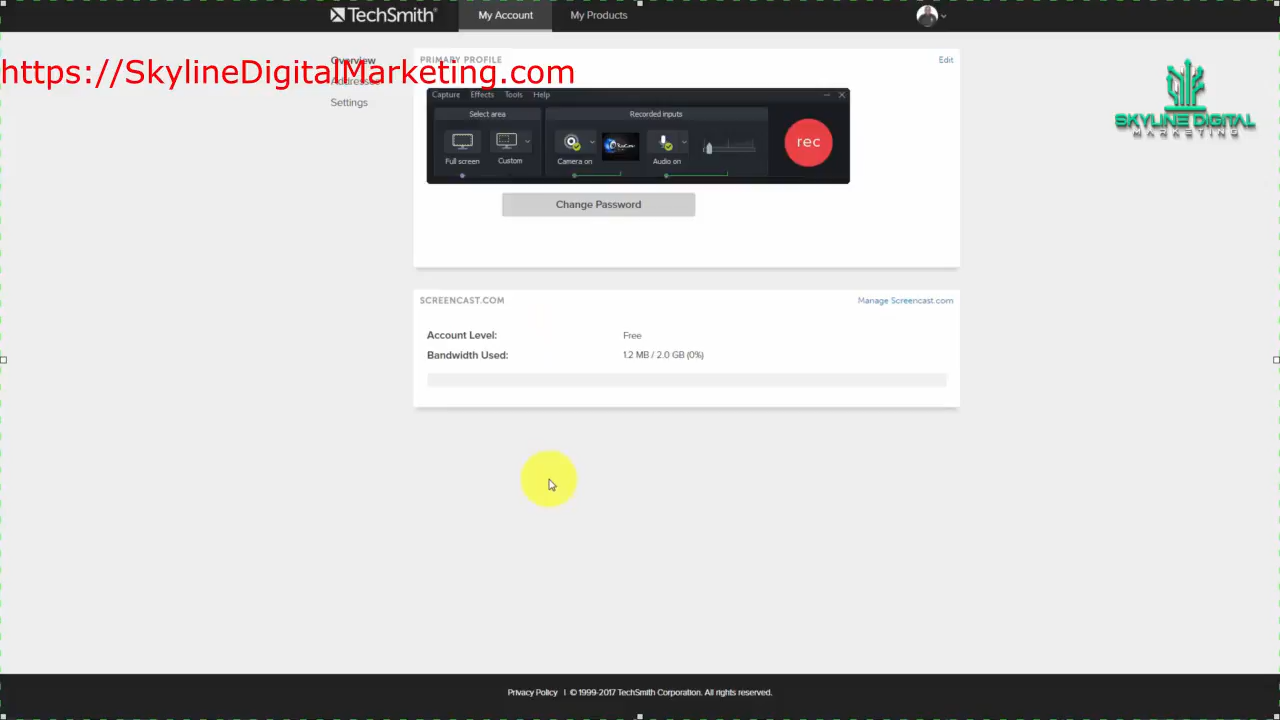 TechSmith
My Account
My Products
Overview
Settings
https://SkylineDigitalMarketing.com
PRIMARY PROFILE
Edit
Capture Effects Tools Help
Select area
Recorded inputs
Full screen
Custom
Camera on
Audio on
rec
Change Password
SCREENCAST.COM
Manage Screencast.com
Account Level: Free
Bandwidth Used: 1.2 MB / 2.0 GB (0%)
SKYLINE DIGITAL
MARKETING
Privacy Policy | © 1999-2017 TechSmith Corporation. All rights reserved.